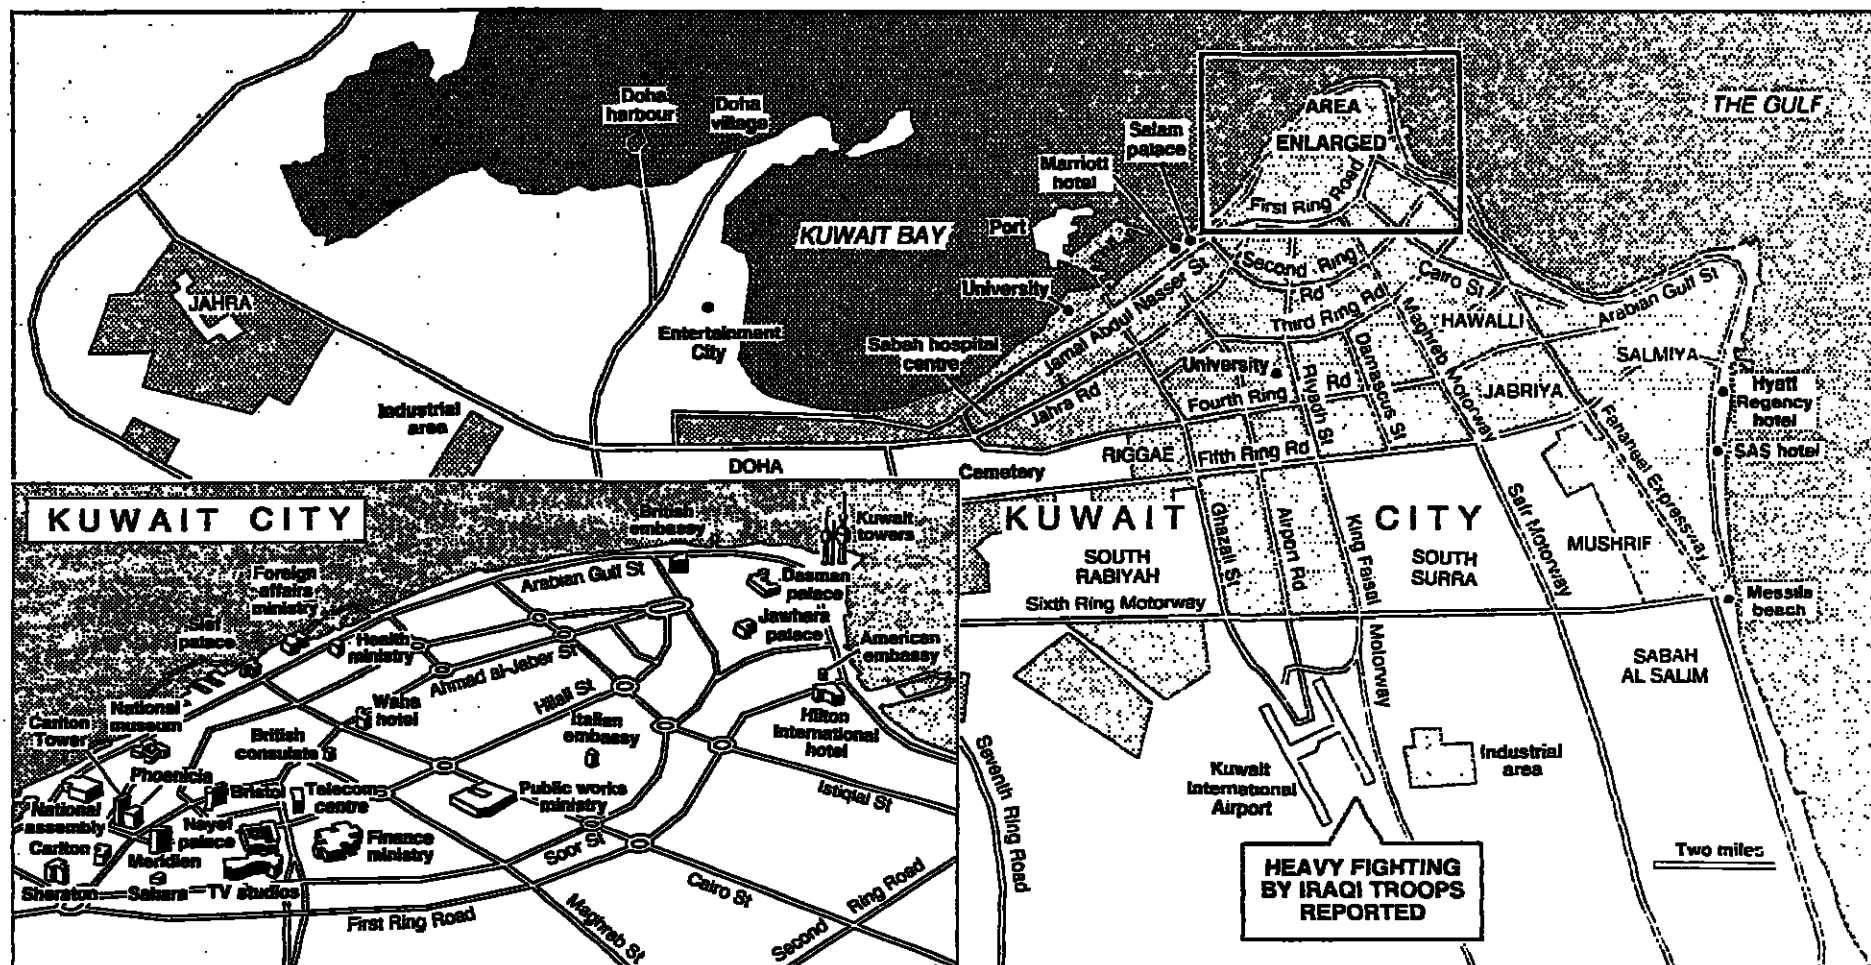 Doha
harbour
Doha
village
Salam
palace
Marriott
hotel
AREA
ENLARGED
First Ring Road
THE GULF
Port
KUWAIT BAY
University
JAHRA
Entertainment
City
Sabah hospital
centre
Jamal Abdul Nasser St
Second Ring
Rd
Third Ring Rd
Cairo St
Arabian Gulf St
HAWALLI
SALMIYA
University
Damascus St
Maghreb Motorway
Riyadh St
Jahra Rd
Fourth Ring
Rd
JABRIYA
Hyatt
Regency
hotel
Industrial
area
DOHA
Cemetery
RIGGAE
Fifth Ring Rd
Fahaheel Expressway
SAS hotel
KUWAIT CITY
SOUTH
RABIYAH
Ghazali St
Airport Rd
King Faisal Motorway
SOUTH
SURRA
Safr Motorway
MUSHRIF
Sixth Ring Motorway
Messila
beach
SABAH
AL SALIM
Kuwait
International
Airport
Industrial
area
Seventh Ring Road
HEAVY FIGHTING
BY IRAQI TROOPS
REPORTED
Two miles
KUWAIT CITY
British
embassy
Kuwait
towers
Arabian Gulf St
Dasman
palace
Foreign
affairs
ministry
Sief
palace
Health
ministry
Jawhara
palace
American
embassy
Ahmad al-Jaber St
Hilali St
Waha
hotel
National
museum
Carlton
Tower
British
consulate
Italian
embassy
Hilton
International
hotel
Phoenicia
Bristol
Telecom
centre
Public works
ministry
Istiqlal St
National
assembly
Nayef
palace
Finance
ministry
Carlton
Meridien
Soor St
Sheraton
Sahara
TV studios
Cairo St
First Ring Road
Maghreb St
Second Ring Road